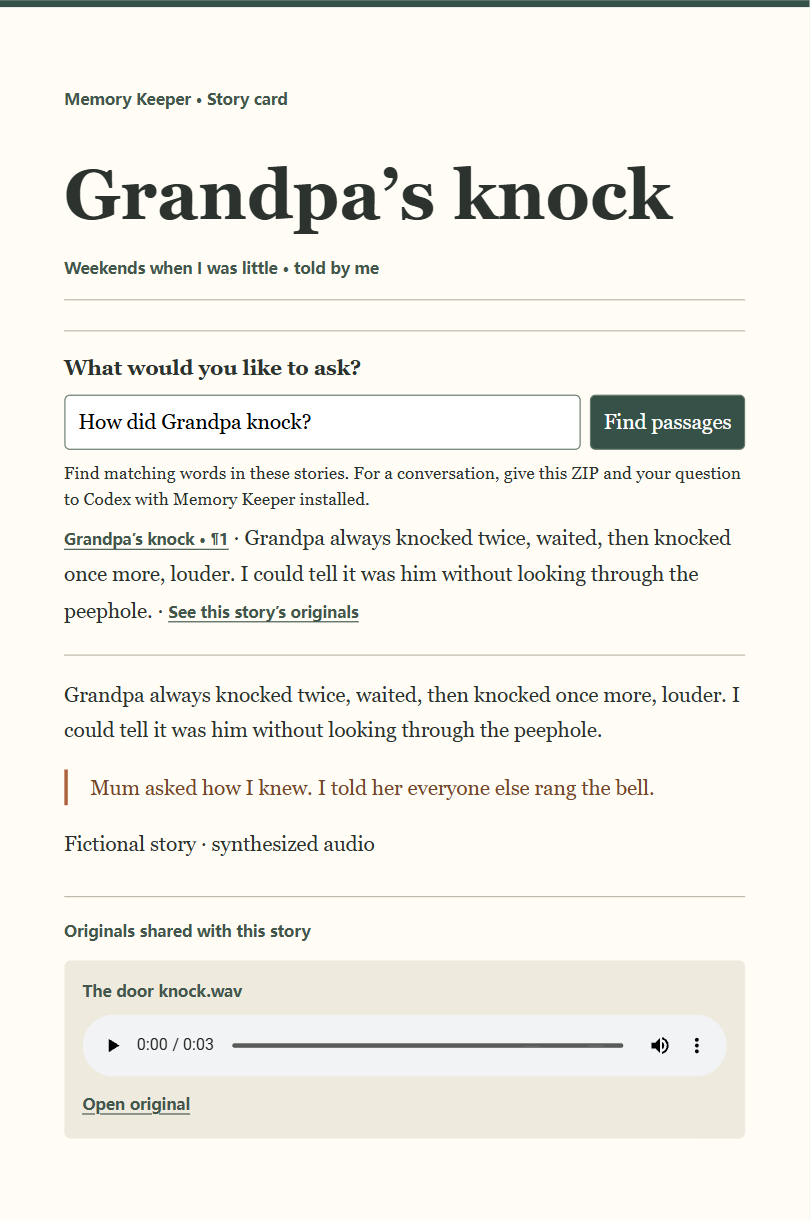 Memory Keeper • Story card
Grandpa’s knock
Weekends when I was little • told by me
What would you like to ask?
How did Grandpa knock?
Find passages
Find matching words in these stories. For a conversation, give this ZIP and your question
to Codex with Memory Keeper installed.
Grandpa’s knock • ¶1 · Grandpa always knocked twice, waited, then knocked
once more, louder. I could tell it was him without looking through the
peephole. · See this story’s originals
Grandpa always knocked twice, waited, then knocked once more, louder. I
could tell it was him without looking through the peephole.
Mum asked how I knew. I told her everyone else rang the bell.
Fictional story · synthesized audio
Originals shared with this story
The door knock.wav
0:00 / 0:03
Open original